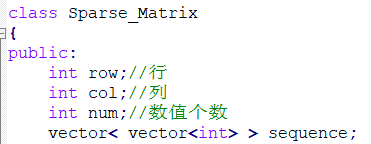 class Sparse_Matrix
{
public:
int row;//行
int col;//列
int num;//数值个数
vector< vector<int> > sequence;